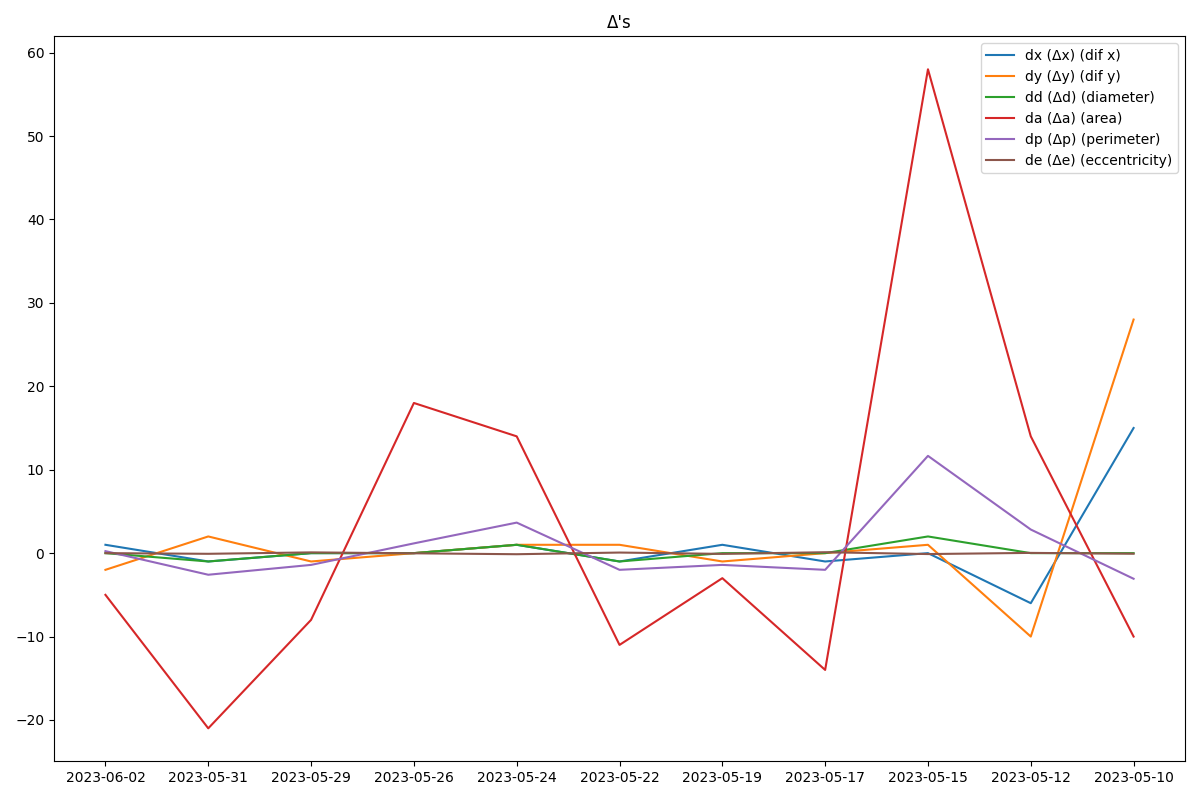 Δ's
dx (Δx) (dif x)
dy (Δy) (dif y)
dd (Δd) (diameter)
da (Δa) (area)
dp (Δp) (perimeter)
de (Δe) (eccentricity)
60
50
40
30
20
10
0
−10
−20
2023-06-02 2023-05-31 2023-05-29 2023-05-26 2023-05-24 2023-05-22 2023-05-19 2023-05-17 2023-05-15 2023-05-12 2023-05-10